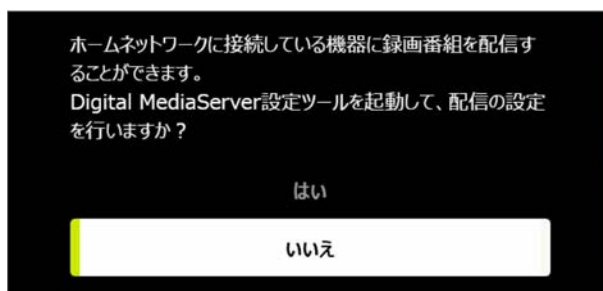 ホームネットワークに接続している機器に録画番組を配信す
ることができます。
Digital MediaServer設定ツールを起動して、配信の設定
を行いますか？
はい
いいえ